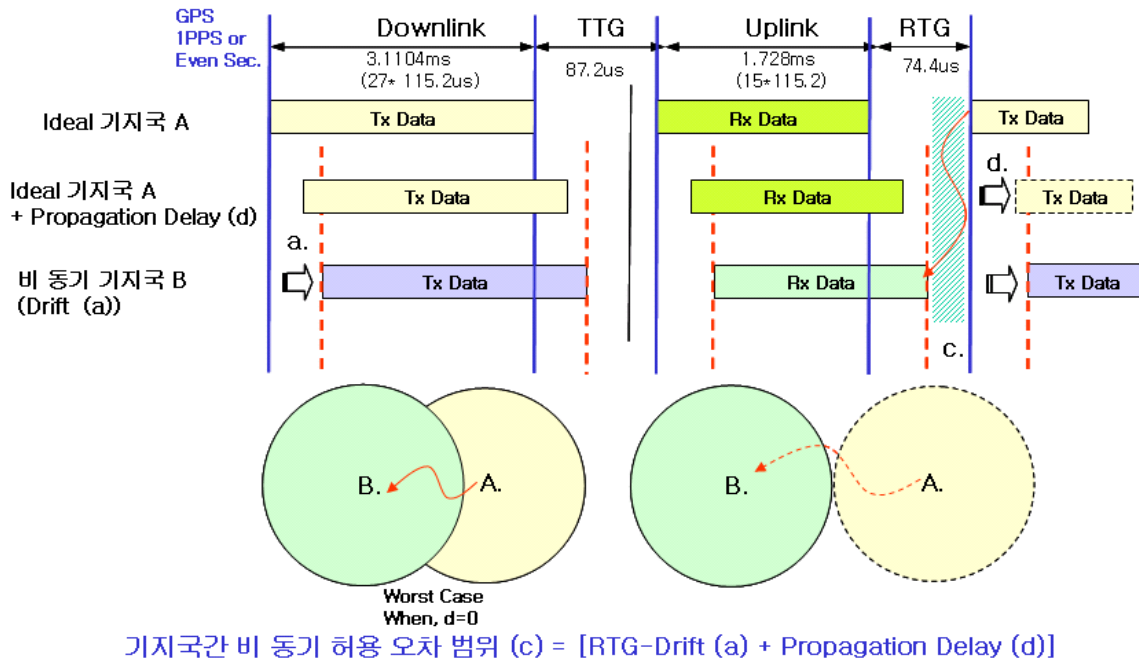 GPS
1PPS or
Even Sec.
Downlink
TTG
Uplink
RTG
3.1104ms
(27* 115.2us)
87.2us
1.728ms
(15*115.2)
74.4us
Ideal 기지국 A
Tx Data
Rx Data
Tx Data
Ideal 기지국 A
+ Propagation Delay (d)
Tx Data
Rx Data
d.
Tx Data
a.
비 동기 기지국 B
(Drift (a))
Tx Data
Rx Data
Tx Data
c.
B.
A.
B.
A.
Worst Case
When, d=0
기지국간 비 동기 허용 오차 범위 (c) = [RTG-Drift (a) + Propagation Delay (d)]